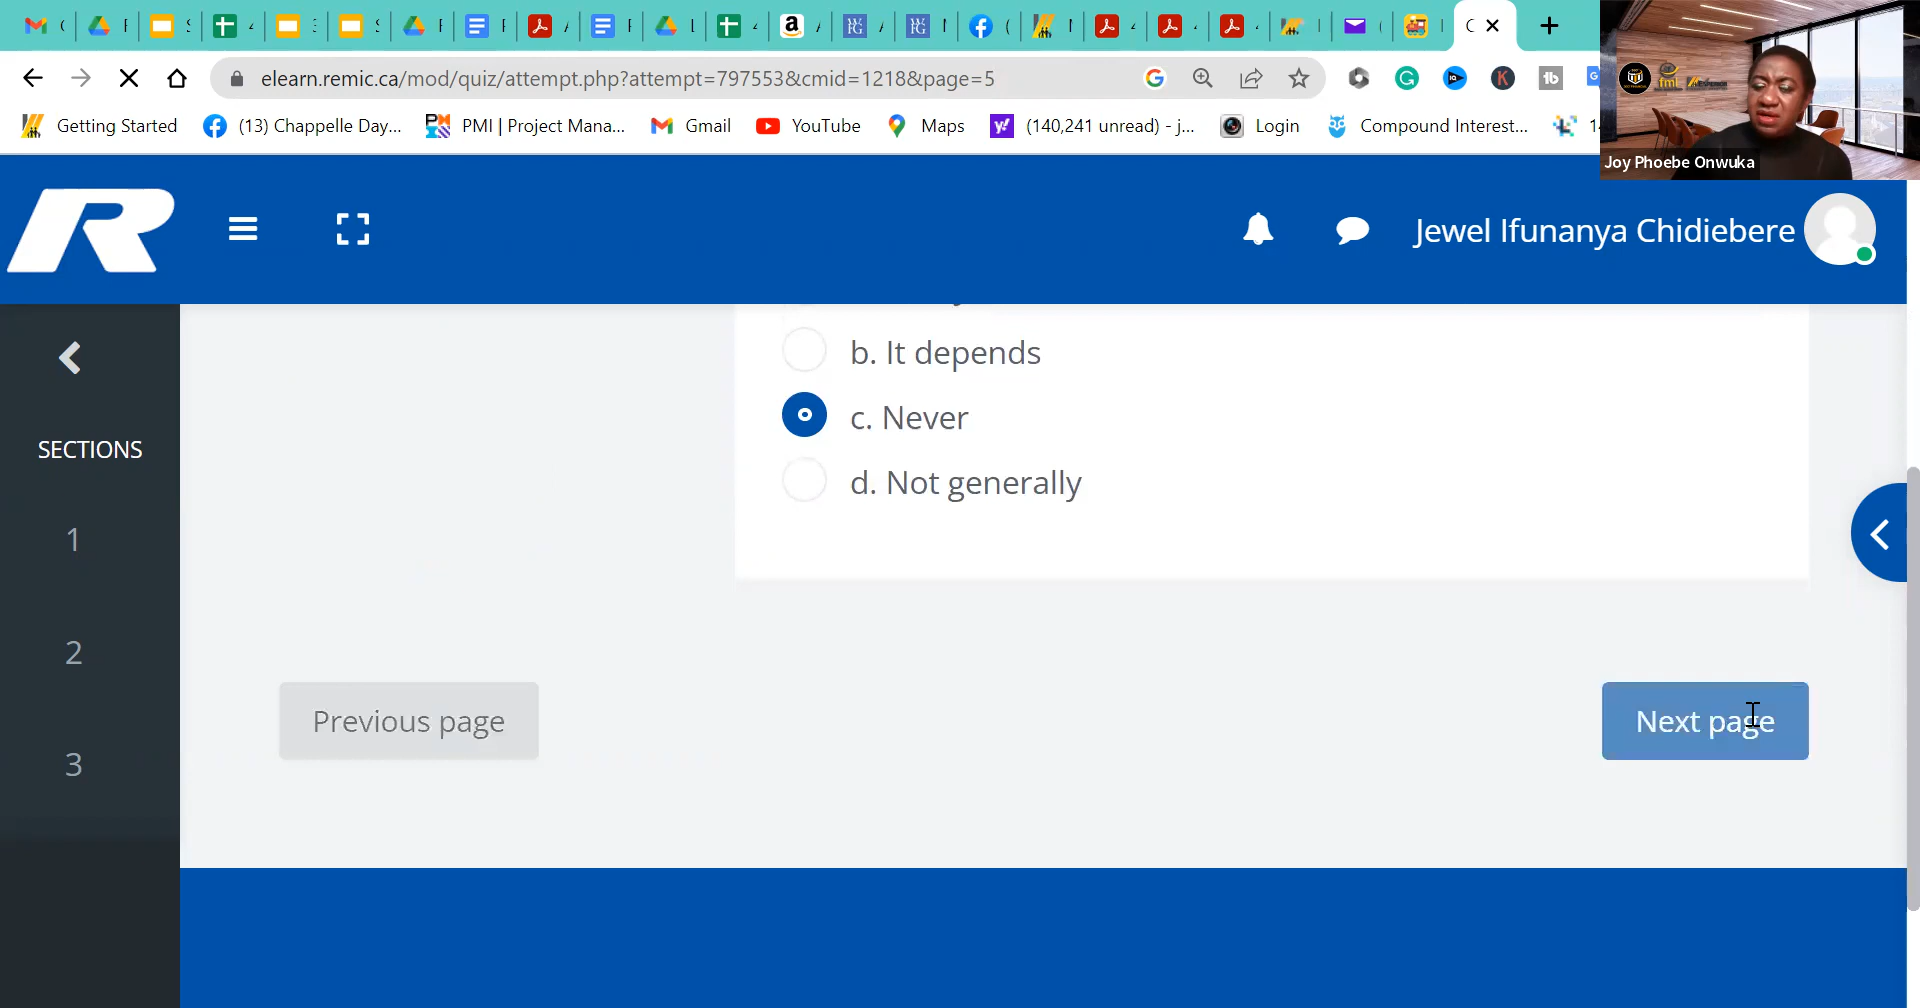 elearn.remic.ca/mod/quiz/attempt.php?attempt=797553&cmid=1218&page=5
Getting Started
(13) Chappelle Day...
PMI | Project Mana...
Gmail
YouTube
Maps
(140,241 unread) - j...
Login
Compound Interest...
Joy Phoebe Onwuka
Jewel Ifunanya Chidiebere
b. It depends
c. Never
d. Not generally
SECTIONS
1
2
3
Previous page
Next page